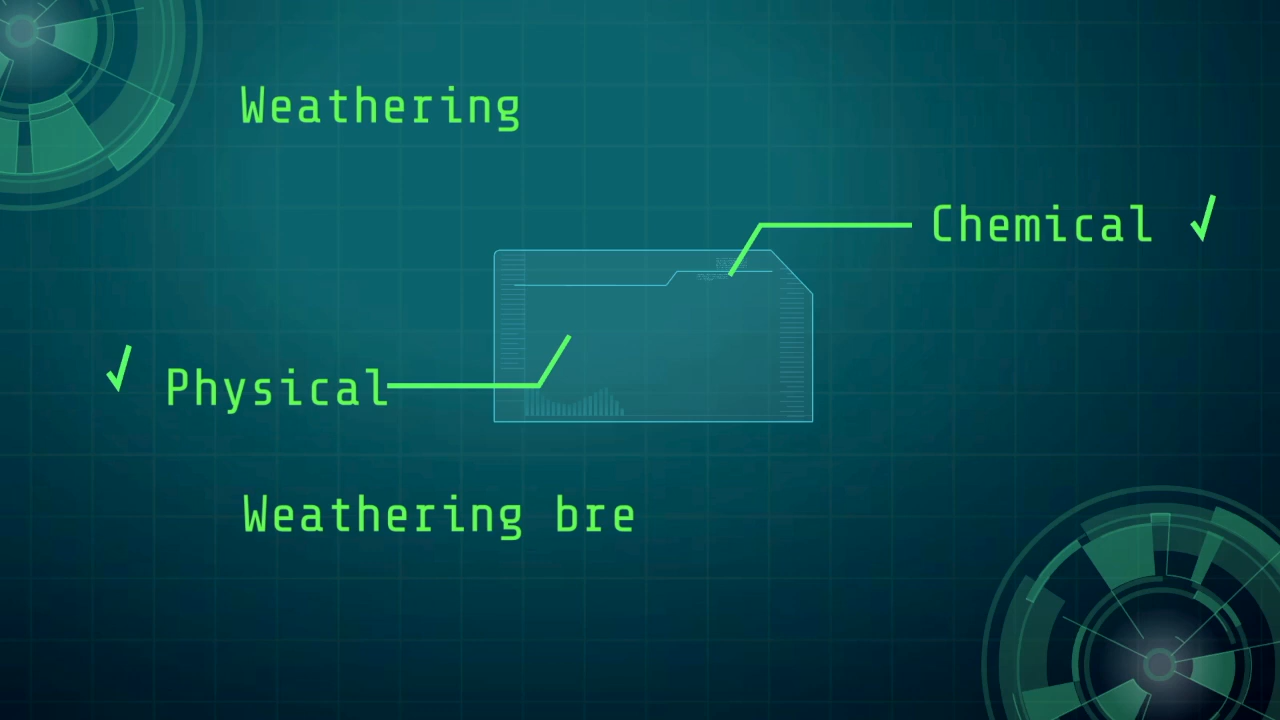 Weathering
Chemical
Physical
Weathering bre